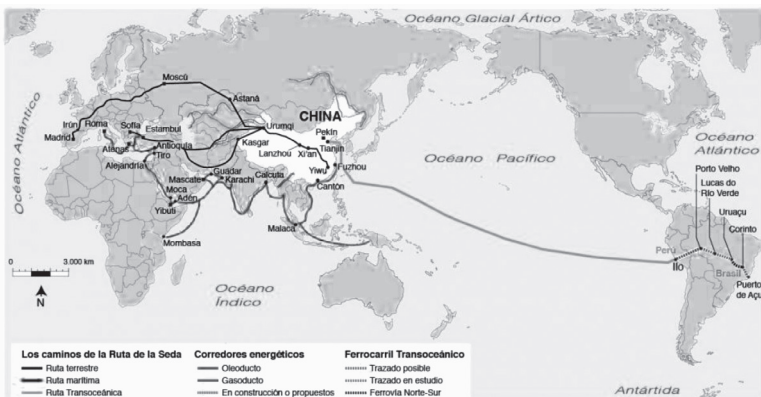 Océano Glacial Ártico
Océano Atlántico
Moscú
Astaná
CHINA
Irún
Madrid
Roma
Sofía
Estambul
Atenas
Antioquía
Tiro
Alejandría
Urumqi
Kasgar
Pekín
Tianjin
Lanzhou
Xi'an
Yiwu
Fuzhou
Cantón
Guadar
Mascate
Karachi
Calcuta
Moca
Adén
Yibuti
Mombasa
Malaca
Océano Pacífico
Océano
Atlántico
Porto Velho
Lucas do
Rio Verde
Uruaçu
Corinto
Perú
Ilo
Brasil
Puerto
de Açu
0 3.000 km
N
Océano
Índico
Antártida
Los caminos de la Ruta de la Seda
Ruta terrestre
Ruta marítima
Ruta Transoceánica
Corredores energéticos
Oleoducto
Gasoducto
En construcción o propuestos
Ferrocarril Transoceánico
Trazado posible
Trazado en estudio
Ferrovia Norte-Sur